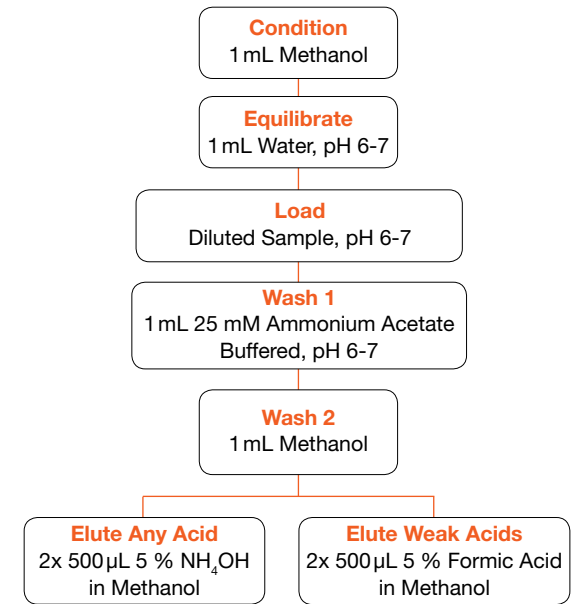 Condition
1 mL Methanol
Equilibrate
1 mL Water, pH 6-7
Load
Diluted Sample, pH 6-7
Wash 1
1 mL 25 mM Ammonium Acetate
Buffered, pH 6-7
Wash 2
1 mL Methanol
Elute Any Acid
2x 500 µL 5 % NH₄OH
in Methanol
Elute Weak Acids
2x 500 µL 5 % Formic Acid
in Methanol